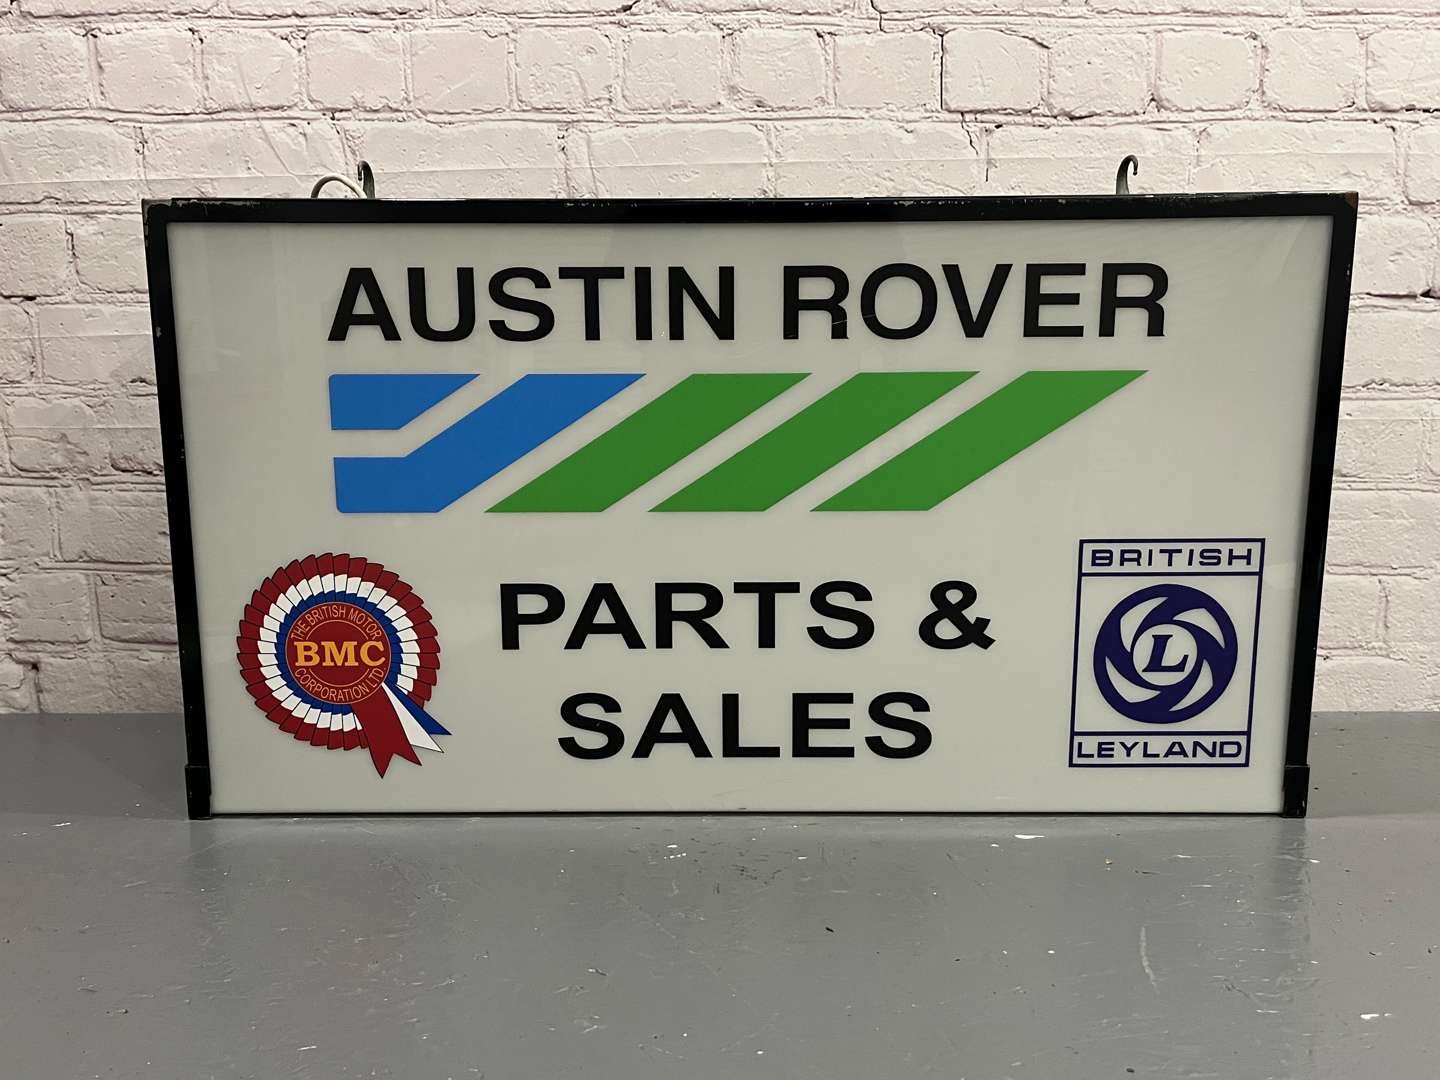 AUSTIN ROVER
PARTS &
SALES
THE BRITISH MOTOR
BMC
CORPORATION LTD.
BRITISH
L
LEYLAND